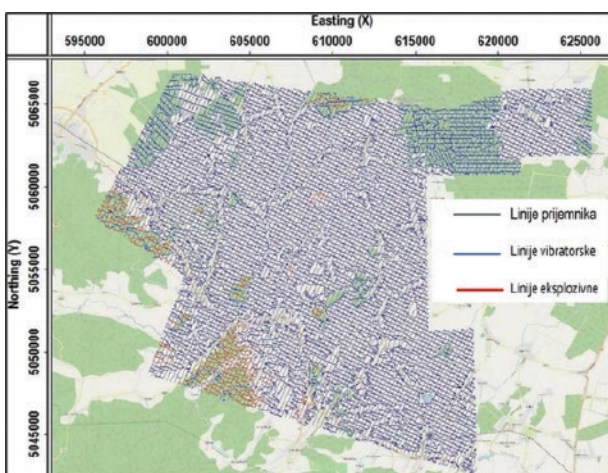 Easting (X)
595000 600000 605000 610000 615000 620000 625000
Northing (Y)
5065000
5060000
5055000
5050000
5045000
Linije prijemnika
Linije vibratorske
Linije eksplozivne